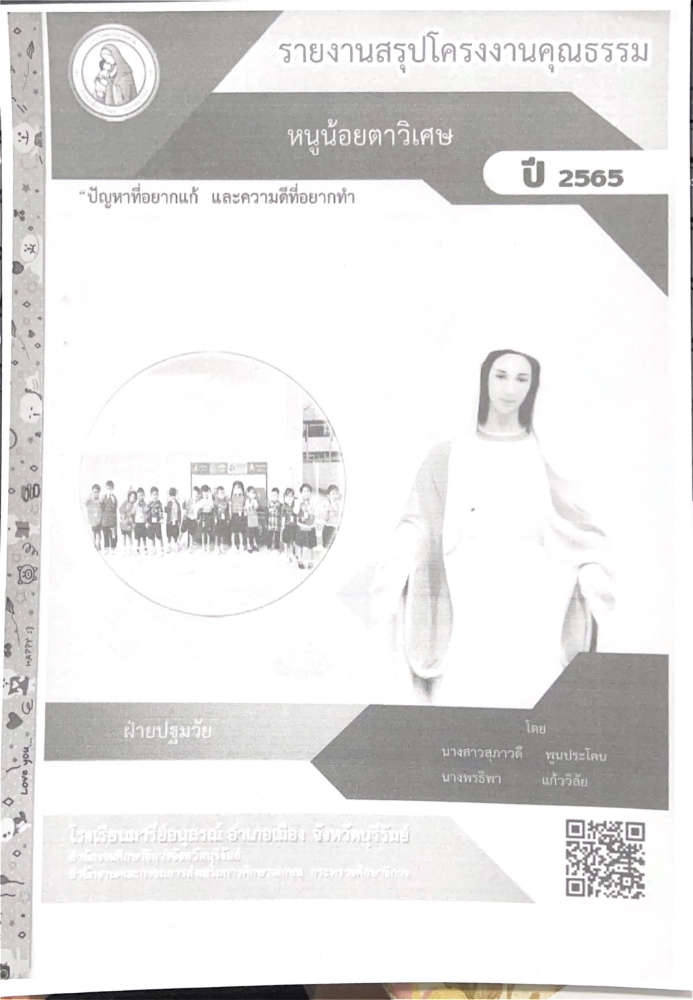 รายงานสรุปโครงงานคุณธรรม
หนูน้อยตาวิเศษ
ปี 2565
“ปัญหาที่อยากแก้ และความดีที่อยากทำ
HAPPY :)
Love you...
ฝ่ายปฐมวัย
โดย
นางสาวสุภาวดี พูนประโคน
นางพรธิพา แก้ววิลัย
โรงเรียนมารีย์อนุสรณ์ อำเภอเมือง จังหวัดบุรีรัมย์
สำนักงานศึกษาธิการจังหวัดบุรีรัมย์
สำนักงานคณะกรรมการส่งเสริมการศึกษาเอกชน กระทรวงศึกษาธิการ